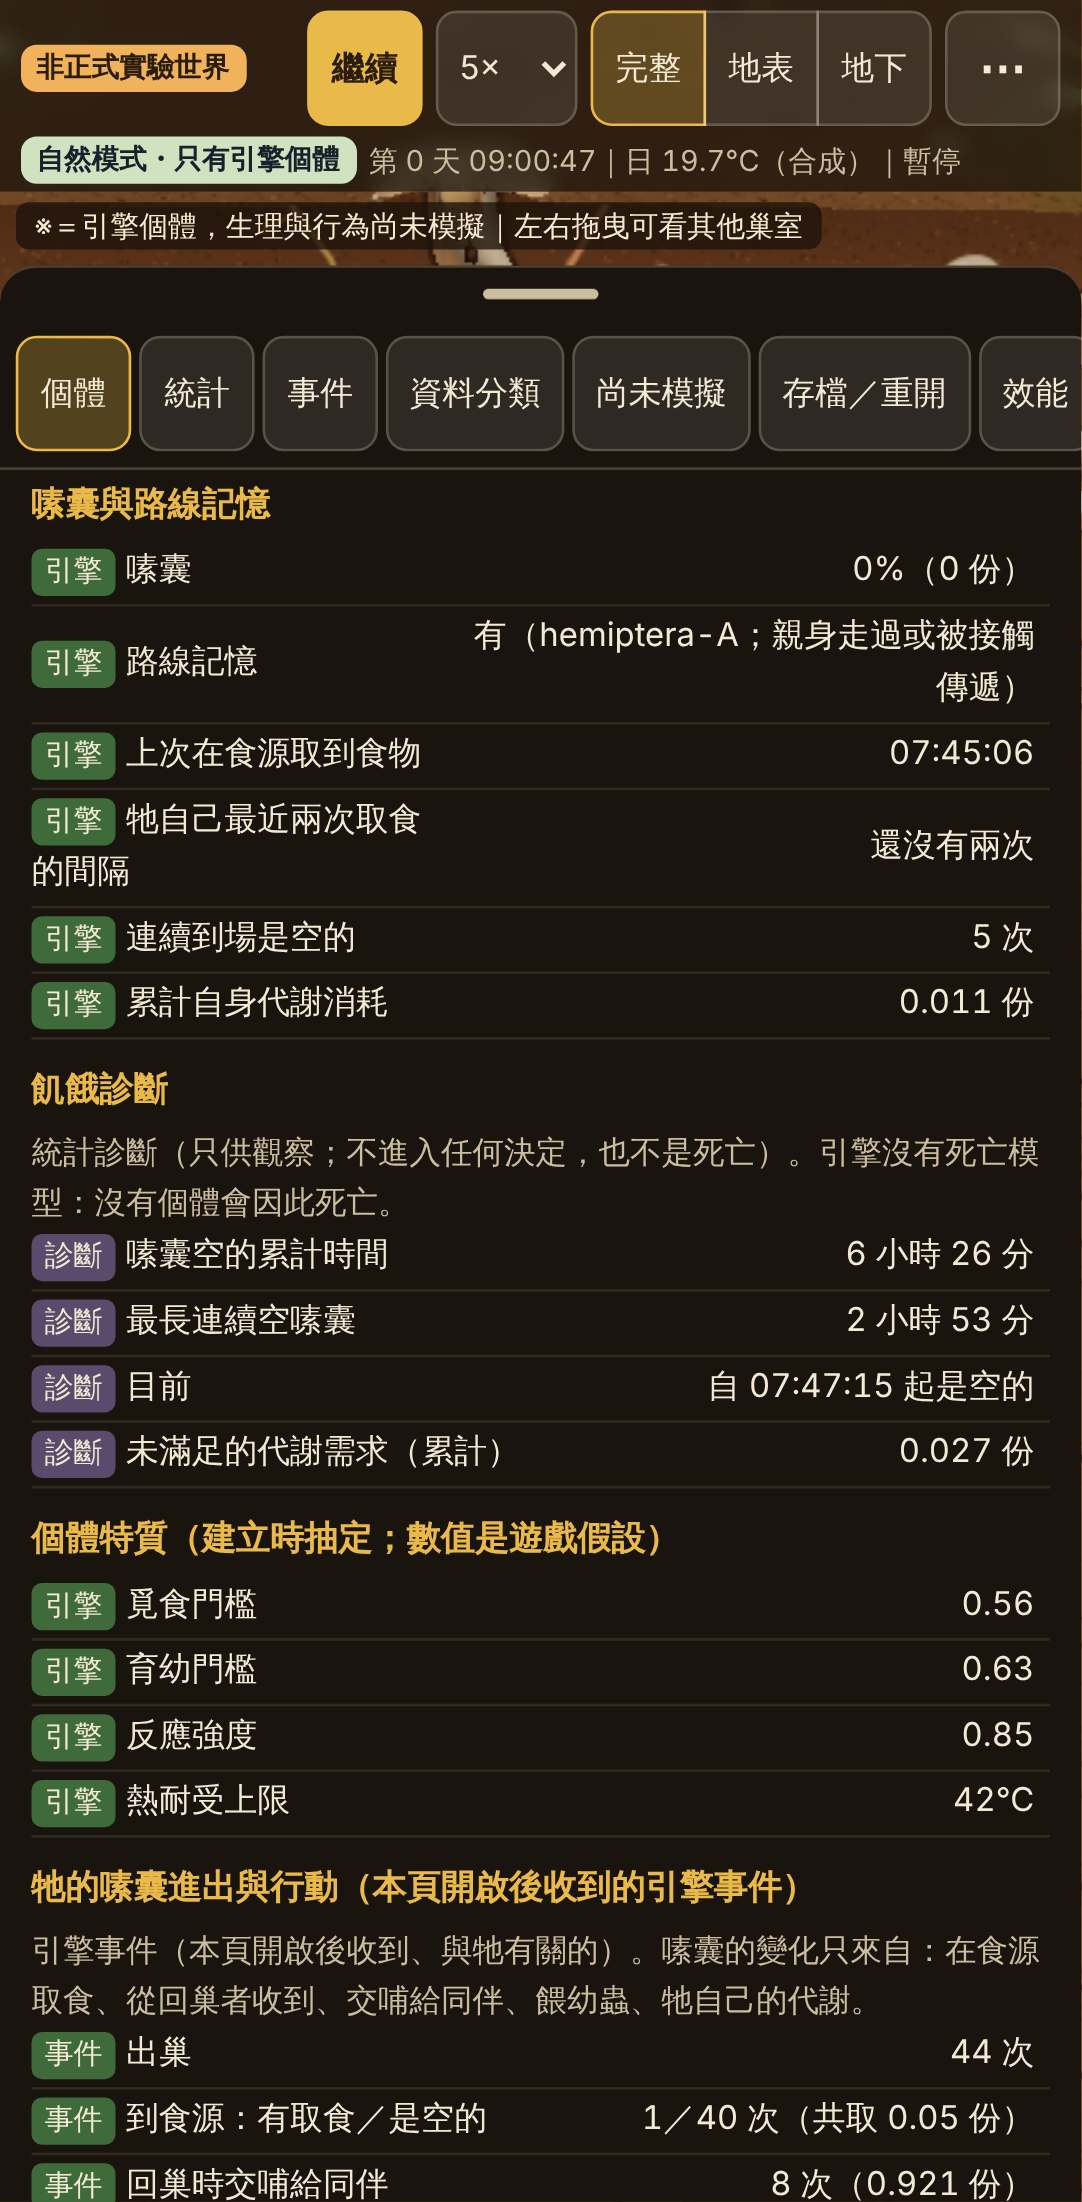 非正式實驗世界
繼續
5×
完整
地表
地下
⋯
自然模式・只有引擎個體
第 0 天 09:00:47｜日 19.7°C（合成）｜暫停
※＝引擎個體，生理與行為尚未模擬｜左右拖曳可看其他巢室
個體
統計
事件
資料分類
尚未模擬
存檔／重開
效能
嗉囊與路線記憶
引擎 嗉囊 0%（0 份）
引擎 路線記憶 有（hemiptera-A；親身走過或被接觸
傳遞）
引擎 上次在食源取到食物 07:45:06
引擎 牠自己最近兩次取食
的間隔 還沒有兩次
引擎 連續到場是空的 5 次
引擎 累計自身代謝消耗 0.011 份
飢餓診斷
統計診斷（只供觀察；不進入任何決定，也不是死亡）。引擎沒有死亡模
型：沒有個體會因此死亡。
診斷 嗉囊空的累計時間 6 小時 26 分
診斷 最長連續空嗉囊 2 小時 53 分
診斷 目前 自 07:47:15 起是空的
診斷 未滿足的代謝需求（累計） 0.027 份
個體特質（建立時抽定；數值是遊戲假設）
引擎 覓食門檻 0.56
引擎 育幼門檻 0.63
引擎 反應強度 0.85
引擎 熱耐受上限 42°C
牠的嗉囊進出與行動（本頁開啟後收到的引擎事件）
引擎事件（本頁開啟後收到、與牠有關的）。嗉囊的變化只來自：在食源
取食、從回巢者收到、交哺給同伴、餵幼蟲、牠自己的代謝。
事件 出巢 44 次
事件 到食源：有取食／是空的 1／40 次（共取 0.05 份）
事件 回巢時交哺給同伴 8 次（0.921 份）